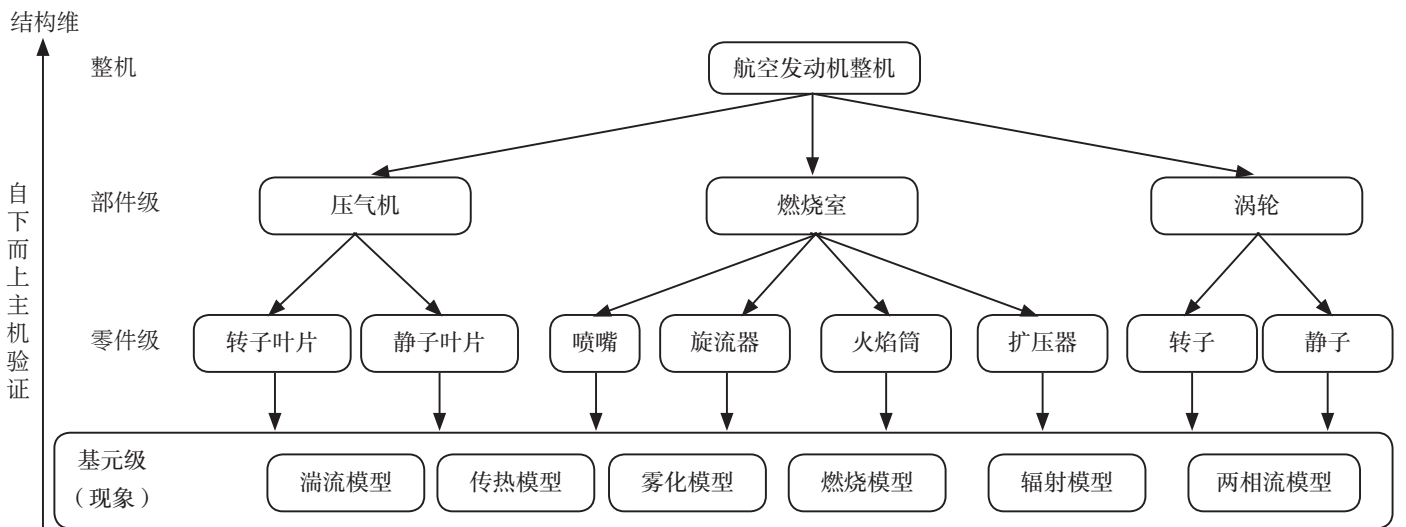 结构维
整机
航空发动机整机
自下而上主机验证
部件级
压气机
燃烧室
涡轮
零件级
转子叶片
静子叶片
喷嘴
旋流器
火焰筒
扩压器
转子
静子
基元级
（现象）
湍流模型
传热模型
雾化模型
燃烧模型
辐射模型
两相流模型